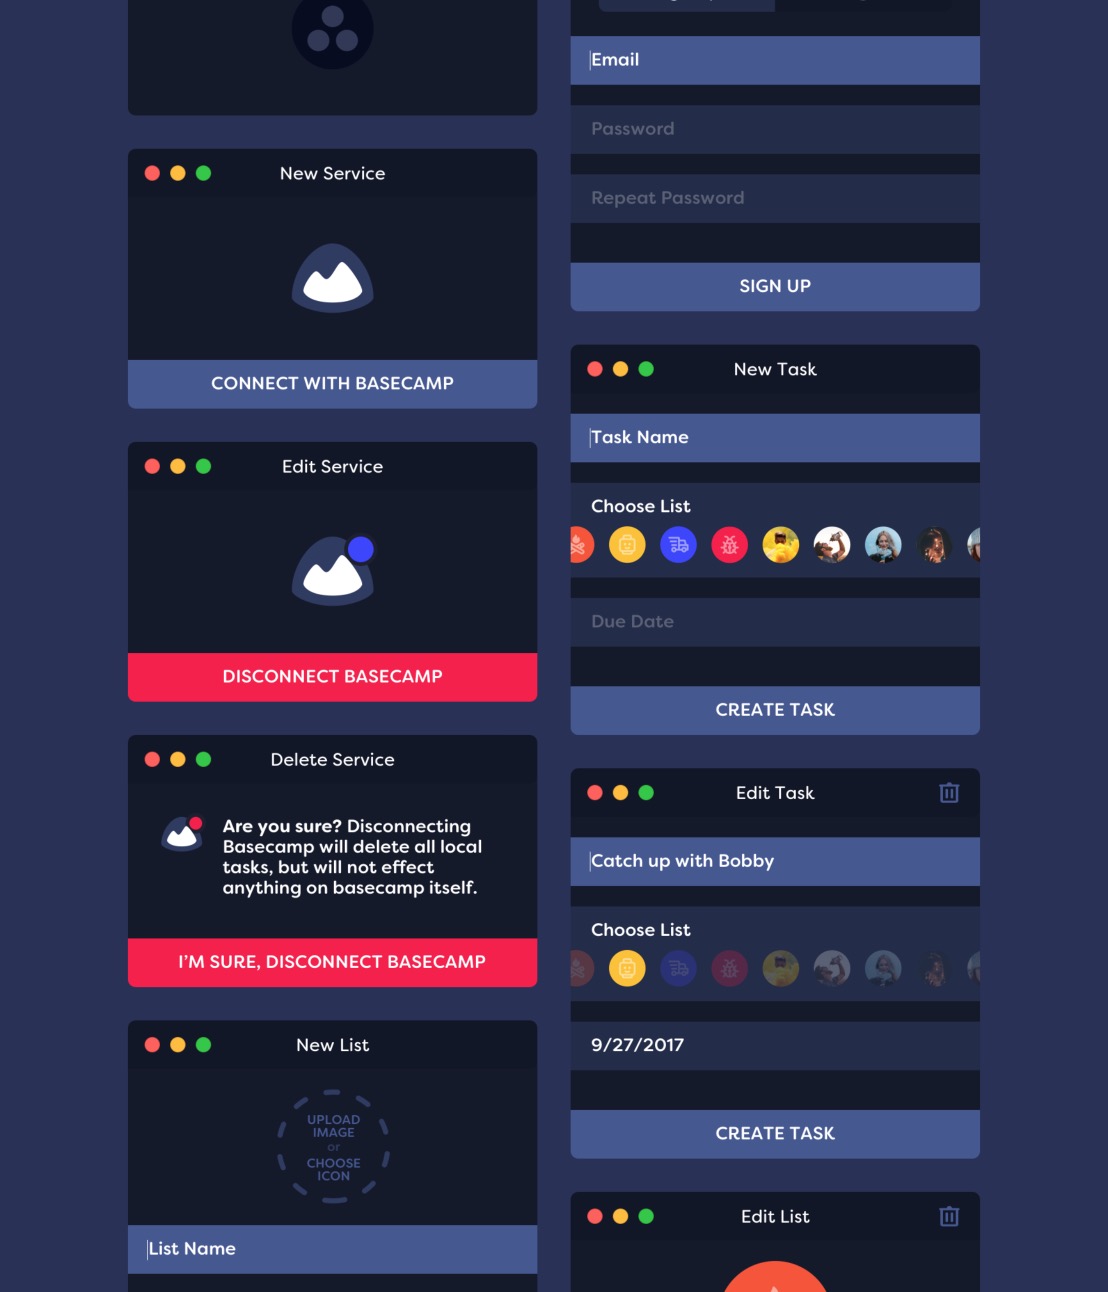 New Service
CONNECT WITH BASECAMP
Edit Service
DISCONNECT BASECAMP
Delete Service
Are you sure? Disconnecting
Basecamp will delete all local
tasks, but will not effect
anything on basecamp itself.
I’M SURE, DISCONNECT BASECAMP
New List
UPLOAD
IMAGE
or
CHOOSE
ICON
List Name
Email
Password
Repeat Password
SIGN UP
New Task
Task Name
Choose List
Due Date
CREATE TASK
Edit Task
Catch up with Bobby
Choose List
9/27/2017
CREATE TASK
Edit List